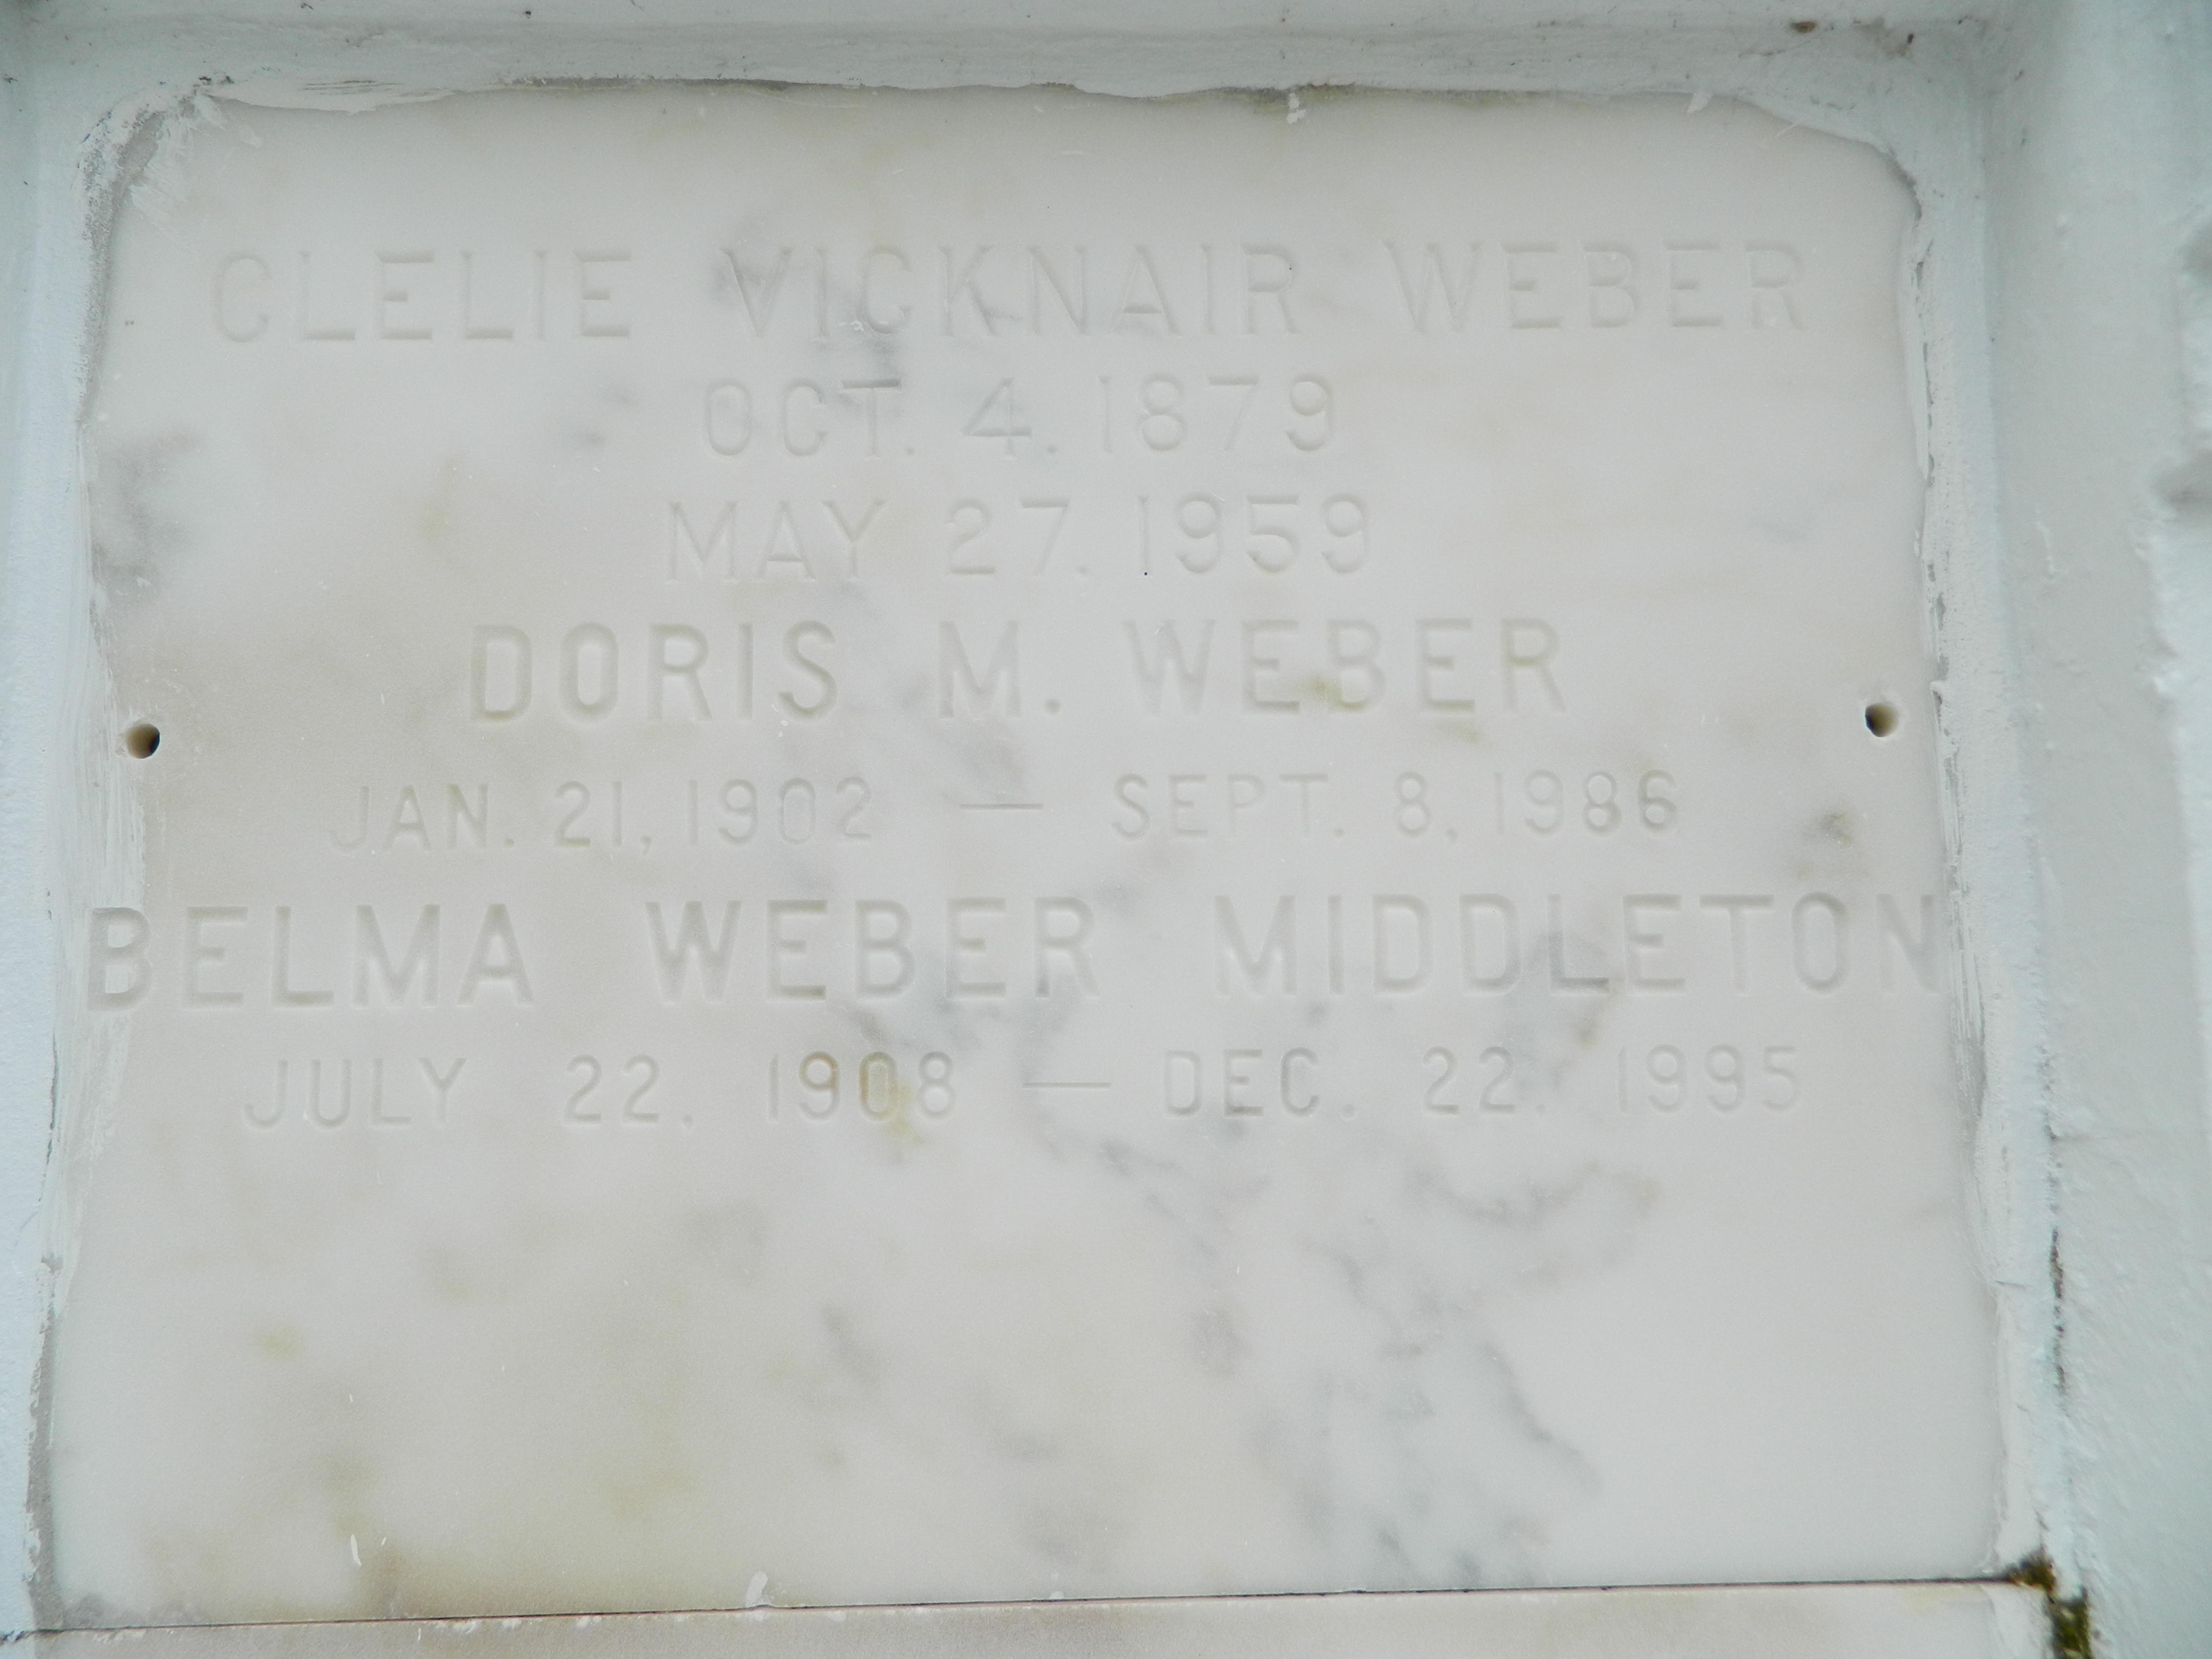 CLELIE VICKNAIR WEBER
OCT. 4. 1879
MAY 27. 1959
DORIS M. WEBER
JAN. 21, 1902 — SEPT. 8, 1986
BELMA WEBER MIDDLETON
JULY 22. 1908 — DEC. 22. 1995